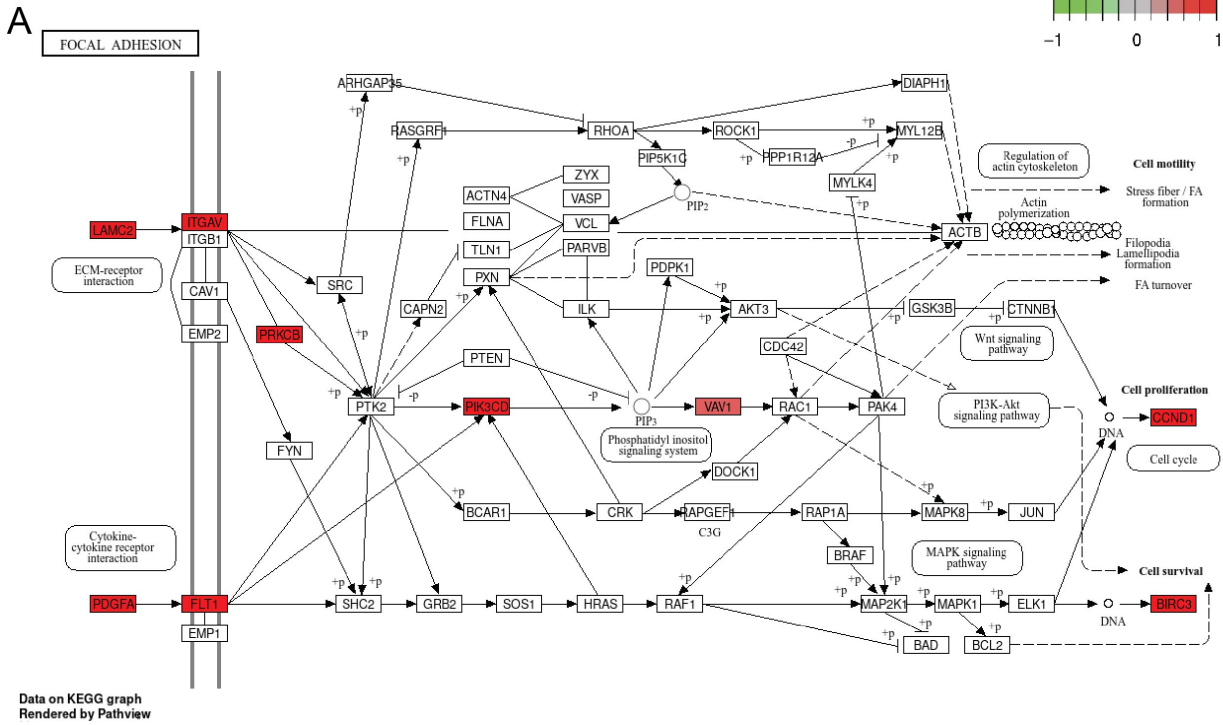 A
FOCAL ADHESION
−1 0 1
ARHGAP35
DIAPH1
+p
RASGRF1
RHOA
ROCK1
+p
MYL12B
+p
-p
+p
PPP1R12A
+p
PIP5K1C
MYLK4
+p
Regulation of
actin cytoskeleton
Cell motility
Stress fiber / FA
formation
ZYX
ACTN4
VASP
PIP2
Actin
polymerization
LAMC2
ITGAV
FLNA
VCL
ACTB
ITGB1
TLN1
PARVB
Filopodia
Lamellipodia
formation
ECM-receptor
interaction
PXN
PDPK1
FA turnover
CAV1
SRC
+p
+p
CAPN2
ILK
+p
AKT3
GSK3B
CTNNB1
EMP2
PRKCB
+p
CDC42
Wnt signaling
pathway
PTEN
+p
-p
-p
Cell proliferation
PTK2
PIK3CD
PIP3
VAV1
RAC1
PAK4
PI3K-Akt
signaling pathway
CCND1
DNA
Phosphatidyl inositol
signaling system
FYN
DOCK1
Cell cycle
+p
+p
+p
BCAR1
CRK
RAPGEF1
RAP1A
MAPK8
JUN
C3G
Cytokine-
cytokine receptor
interaction
BRAF
MAPK signaling
pathway
+p
+p
+p
+p
+p
Cell survival
+p
+p
+p
PDGFA
FLT1
SHC2
GRB2
SOS1
HRAS
RAF1
MAP2K1
MAPK1
ELK1
BIRC3
DNA
EMP1
+p
+p
+p
BAD
BCL2
Data on KEGG graph
Rendered by Pathview